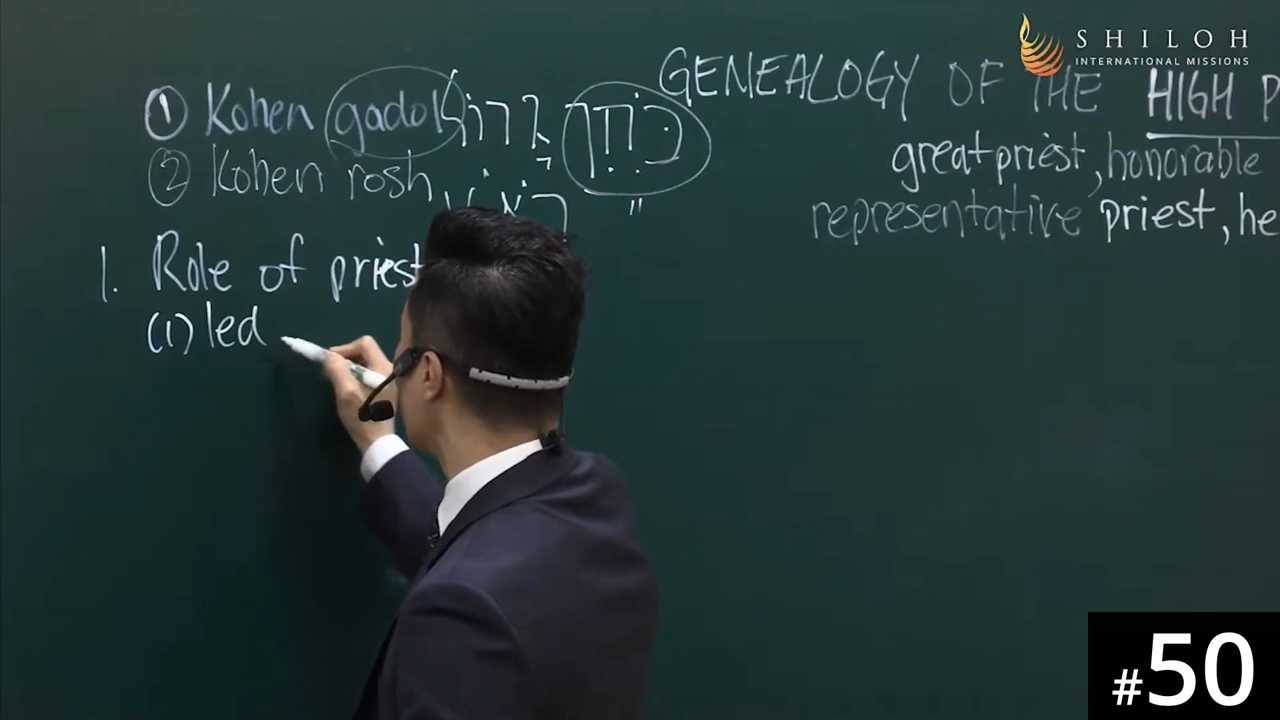 SHILOH
INTERNATIONAL MISSIONS
GENEALOGY OF THE HIGH
① Kohen gadol
② Kohen rosh
great priest, honorable
representative priest, he
1. Role of priest
(1) led
#50